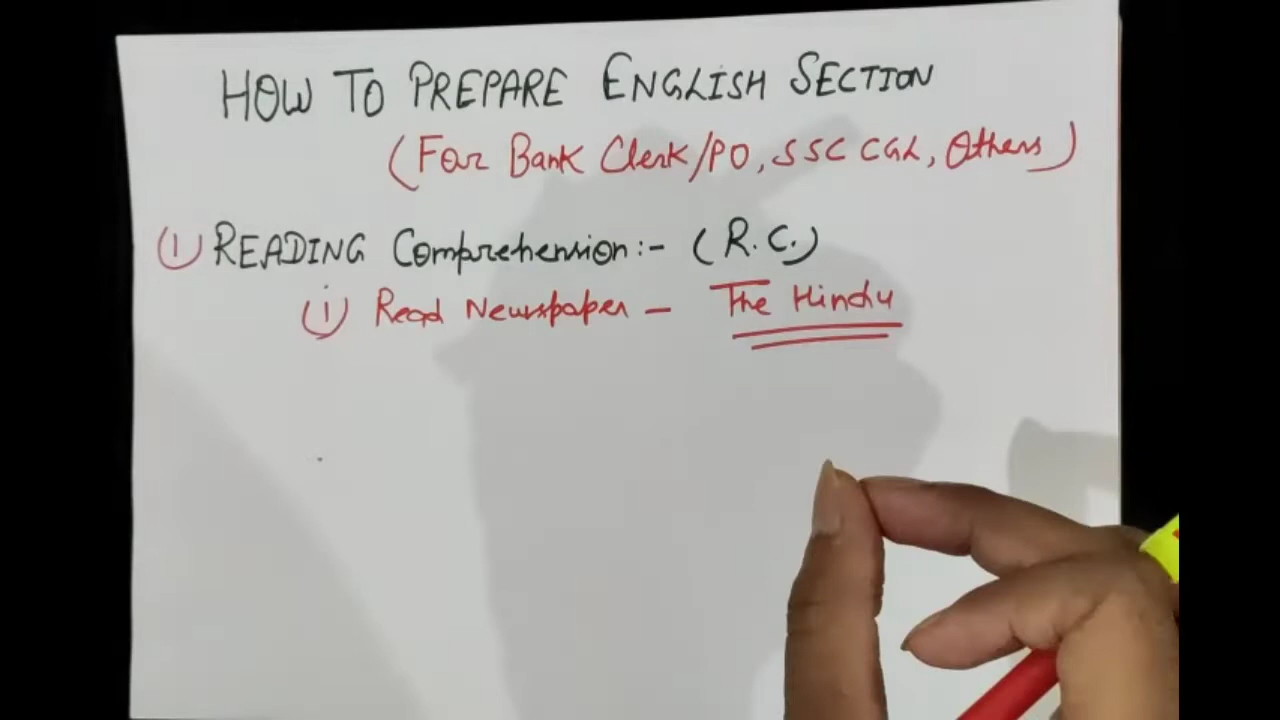 HOW TO PREPARE ENGLISH SECTION
(For Bank Clerk/PO, SSC CGL, Others)
(1) READING Comprehension:- (R.C.)
(i) Read Newspaper - The Hindu